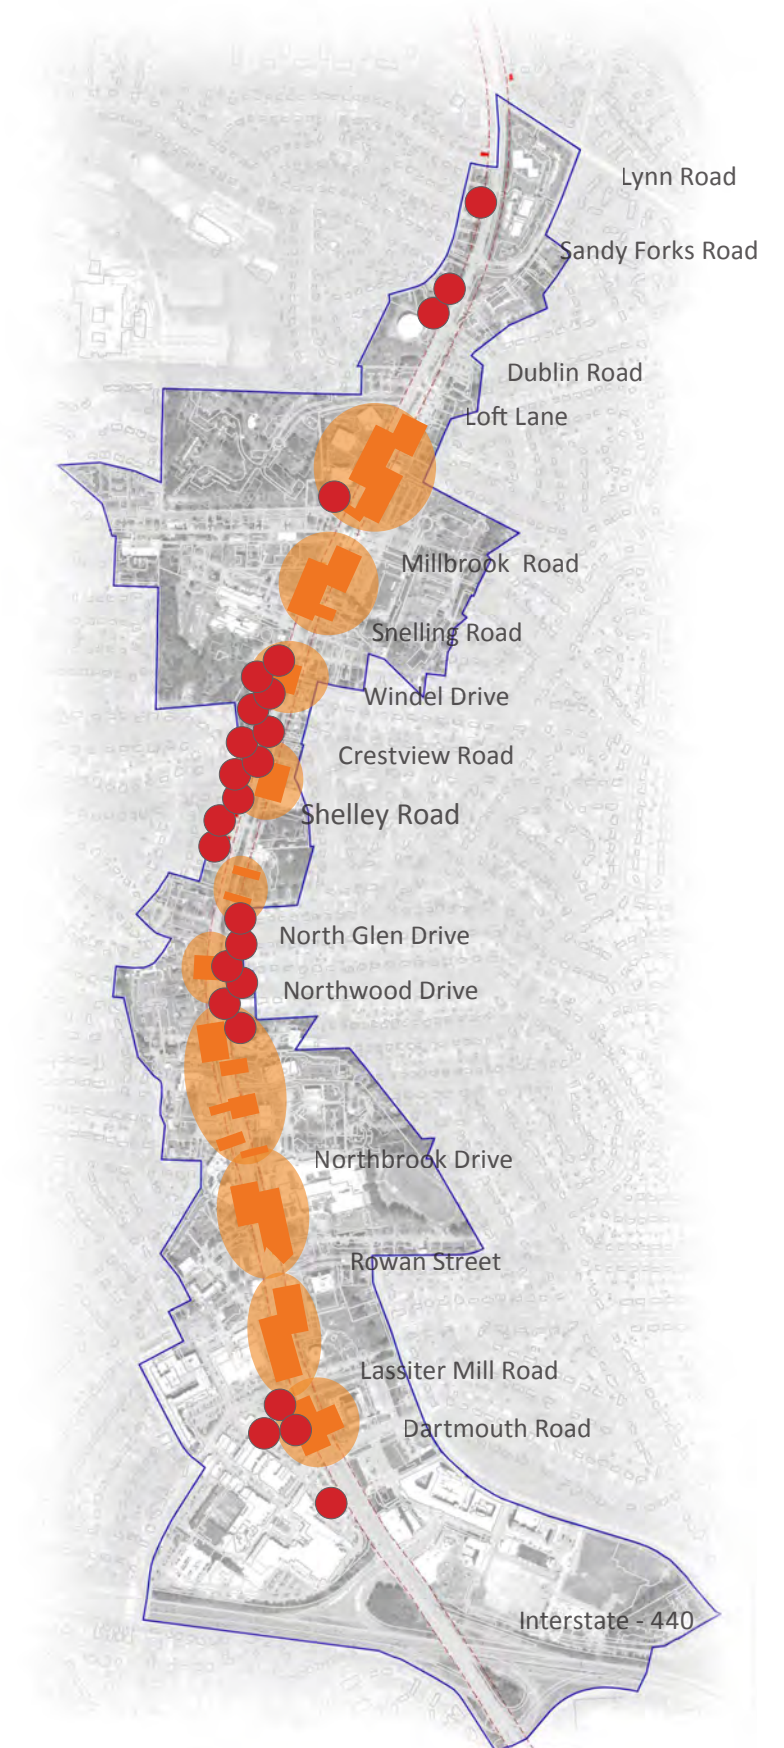 Lynn Road
Sandy Forks Road
Dublin Road
Loft Lane
Millbrook  Road
Snelling Road
Windel Drive
Crestview Road
Shelley Road
North Glen Drive
Northwood Drive
Northbrook Drive
Rowan Street
Lassiter Mill Road
Dartmouth Road
Interstate - 440